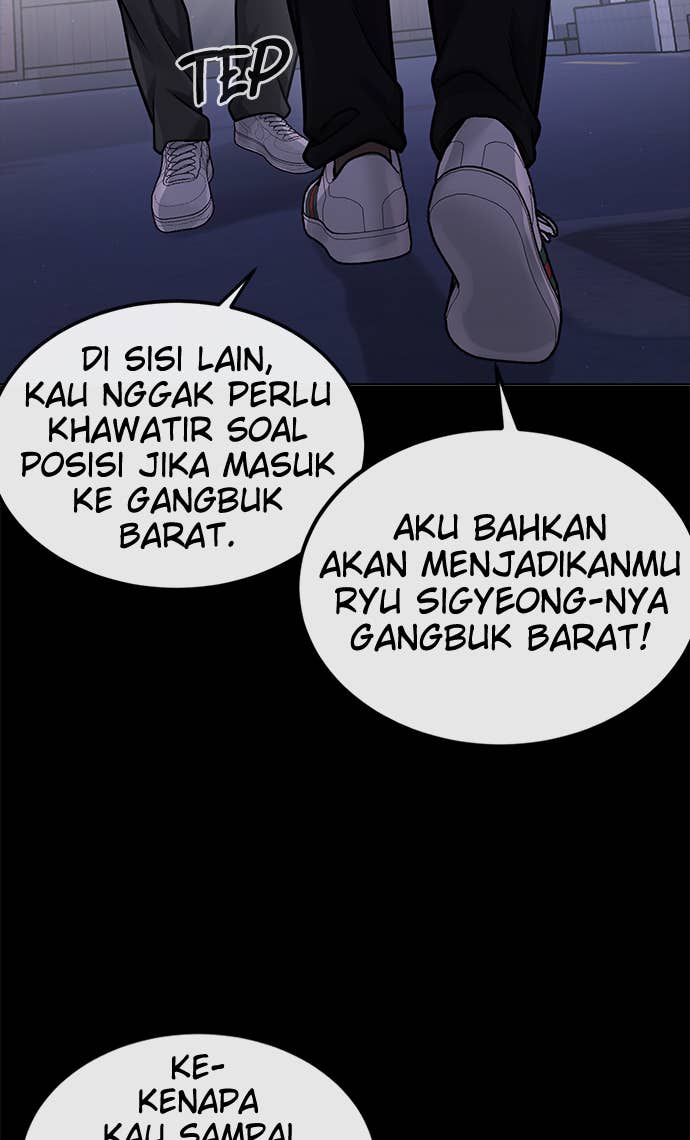 TEP
DI SISI LAIN,
KAU NGGAK PERLU
KHAWATIR SOAL
POSISI JIKA MASUK
KE GANGBUK
BARAT.
AKU BAHKAN
AKAN MENJADIKANMU
RYU SIGYEONG-NYA
GANGBUK BARAT!
KE-
KENAPA
KAU SAMPAI